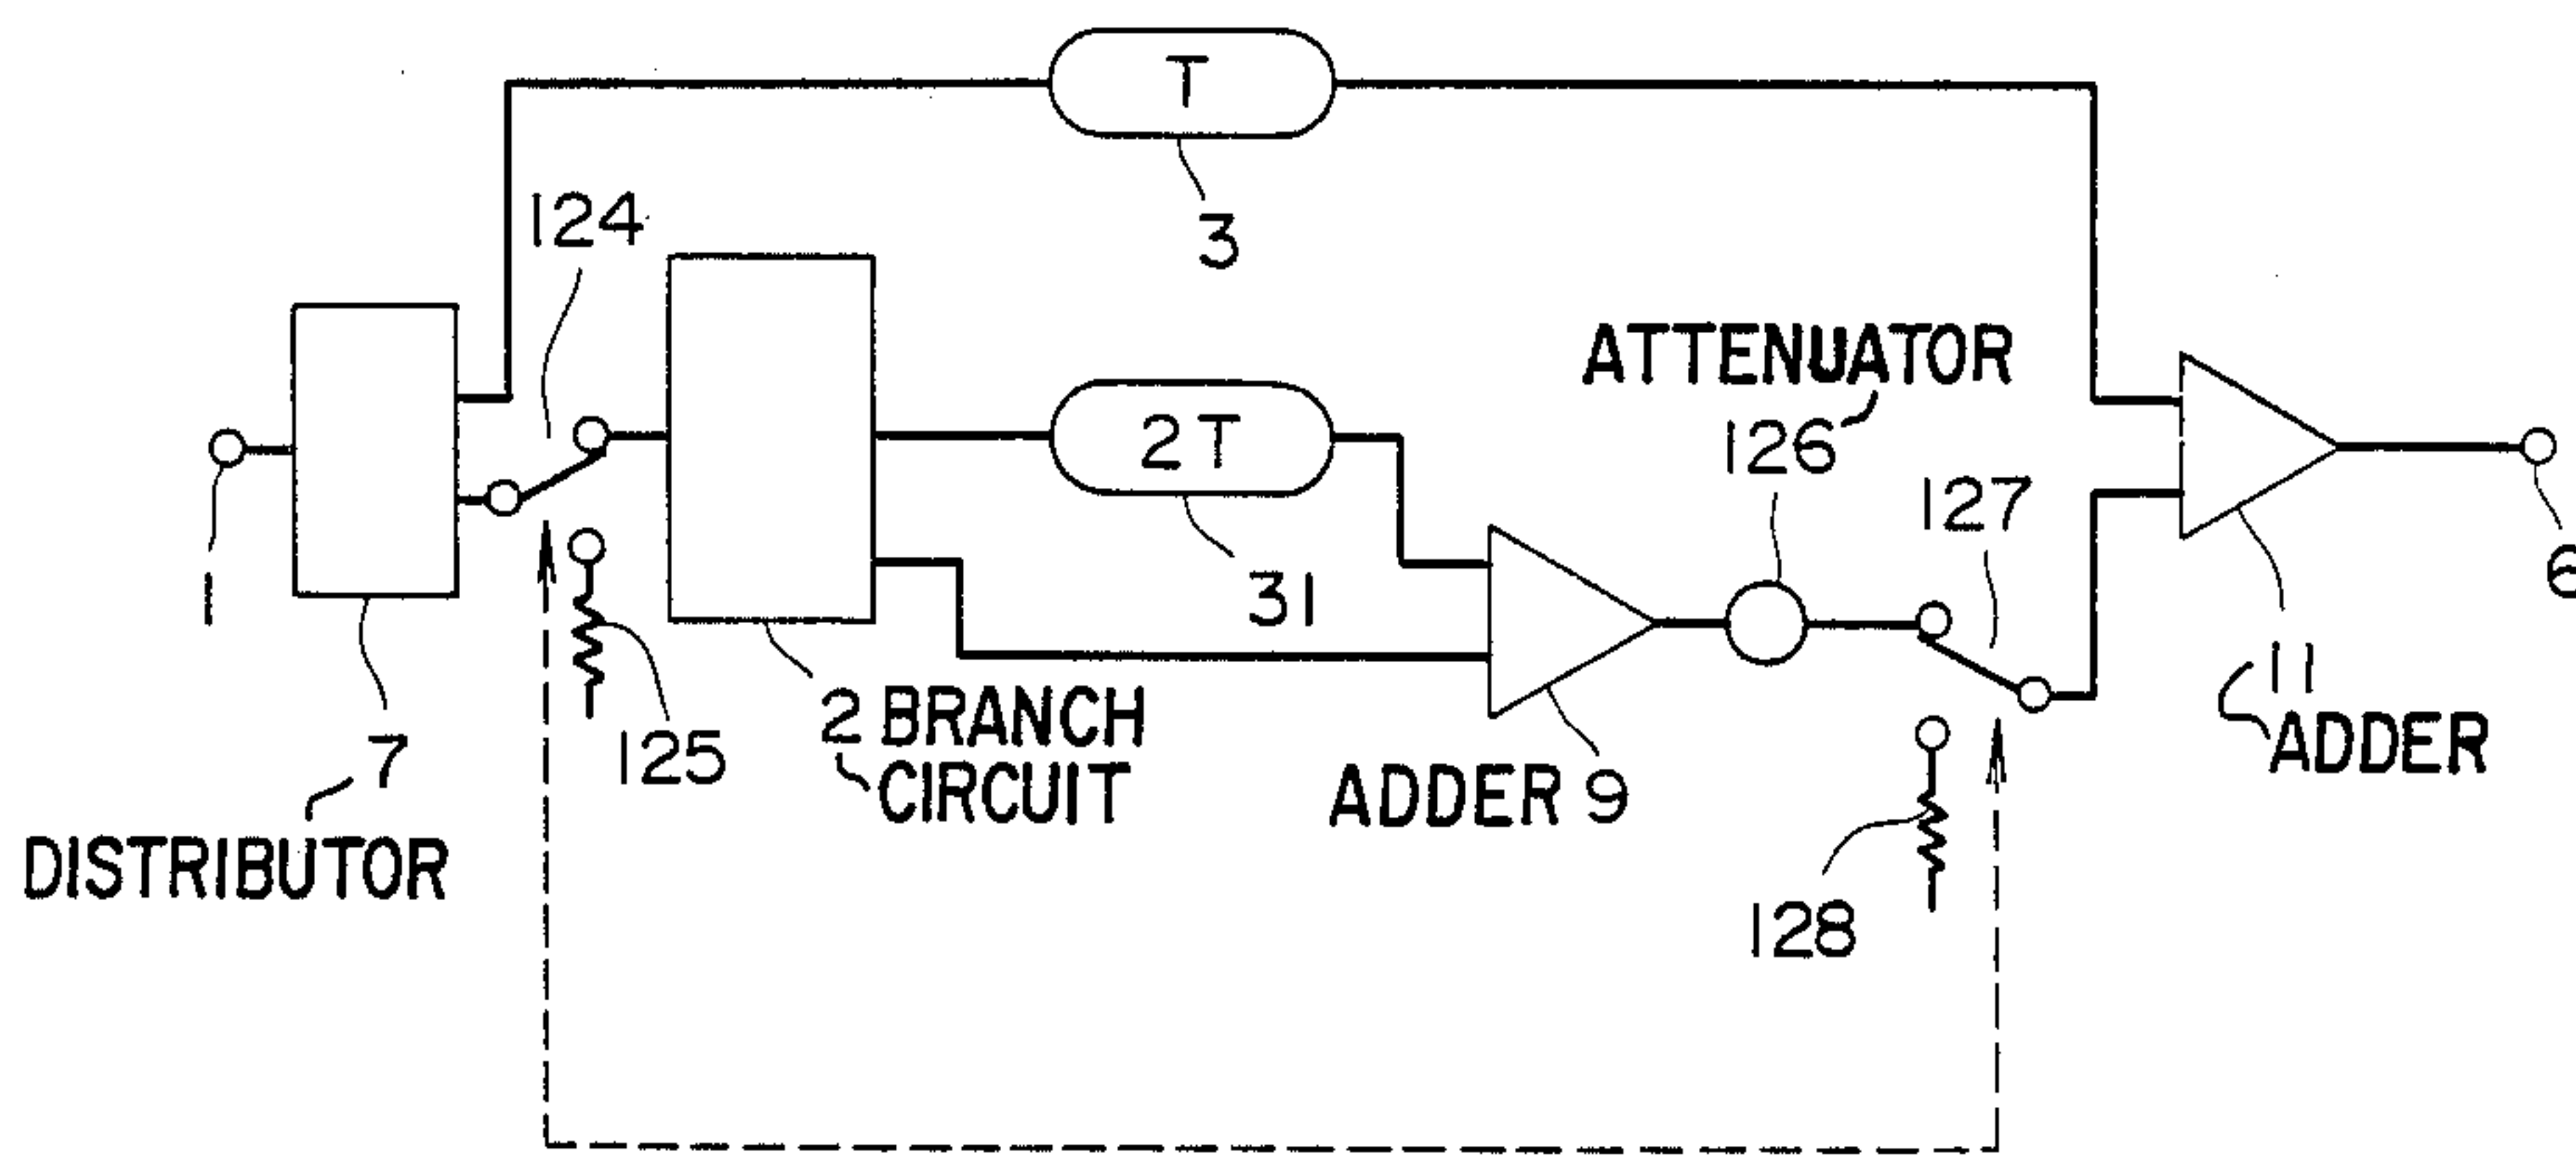 T
3
124
ATTENUATOR
126
2T
31
127
1
6
125
2 BRANCH
CIRCUIT
7
DISTRIBUTOR
ADDER 9
11
ADDER
128